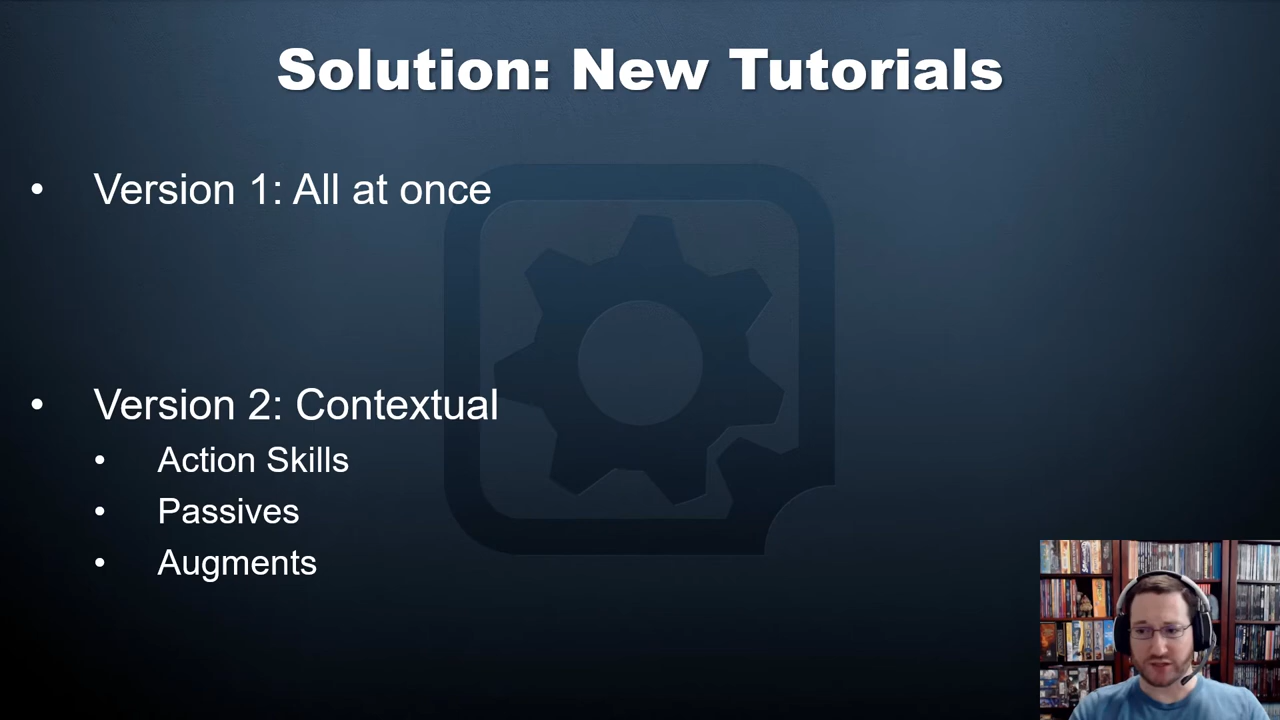 Solution: New Tutorials
• Version 1: All at once
• Version 2: Contextual
• Action Skills
• Passives
• Augments